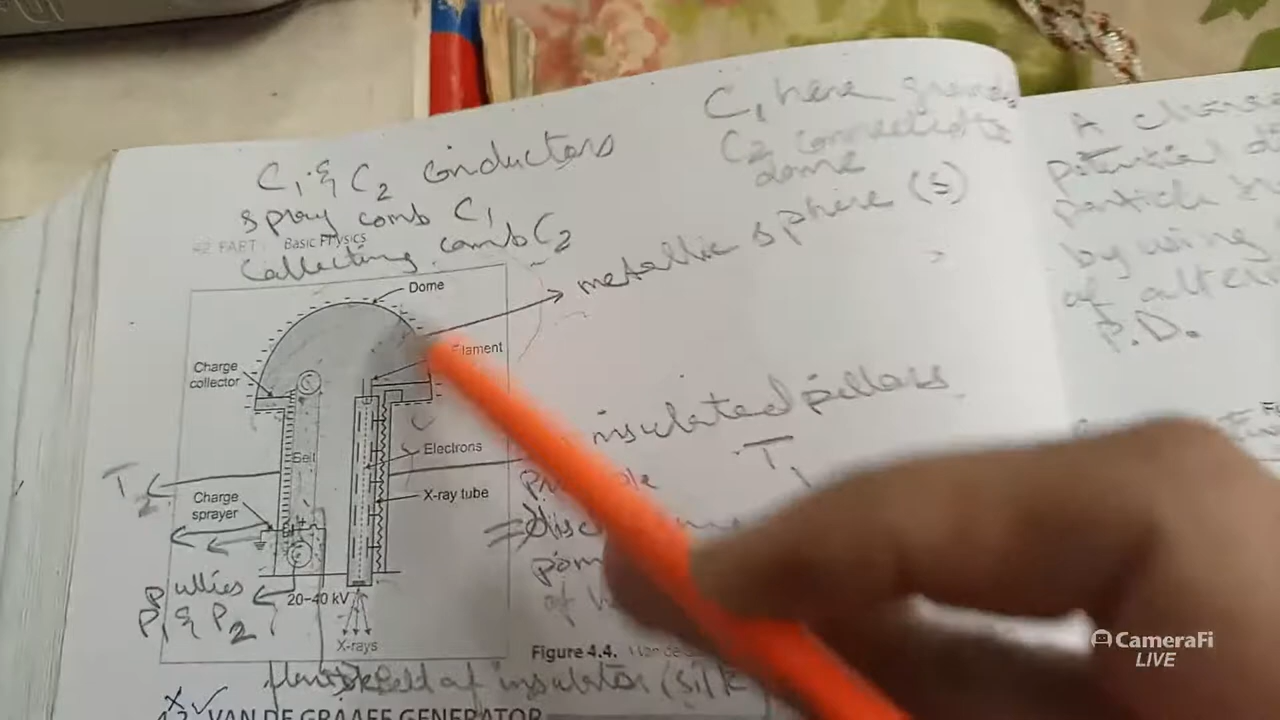 C₁ & C₂ conductors
spray comb C₁
42 PART Basic Physics
Collecting comb C₂
C₁ here ground
C₂ connected to
dome
metallic sphere (S)
Dome
Charge
collector
Filament
Belt
Electrons
X-ray tube
T₂
Charge
sprayer
pullies
P₁ & P₂
20–40 kV
X-rays
insulated pillars
T₁
Figure 4.4.
of insulator (silk
VAN DE GRAAFF GENERATOR
A
potential
particle
by using
of
P.D.
CameraFi
LIVE